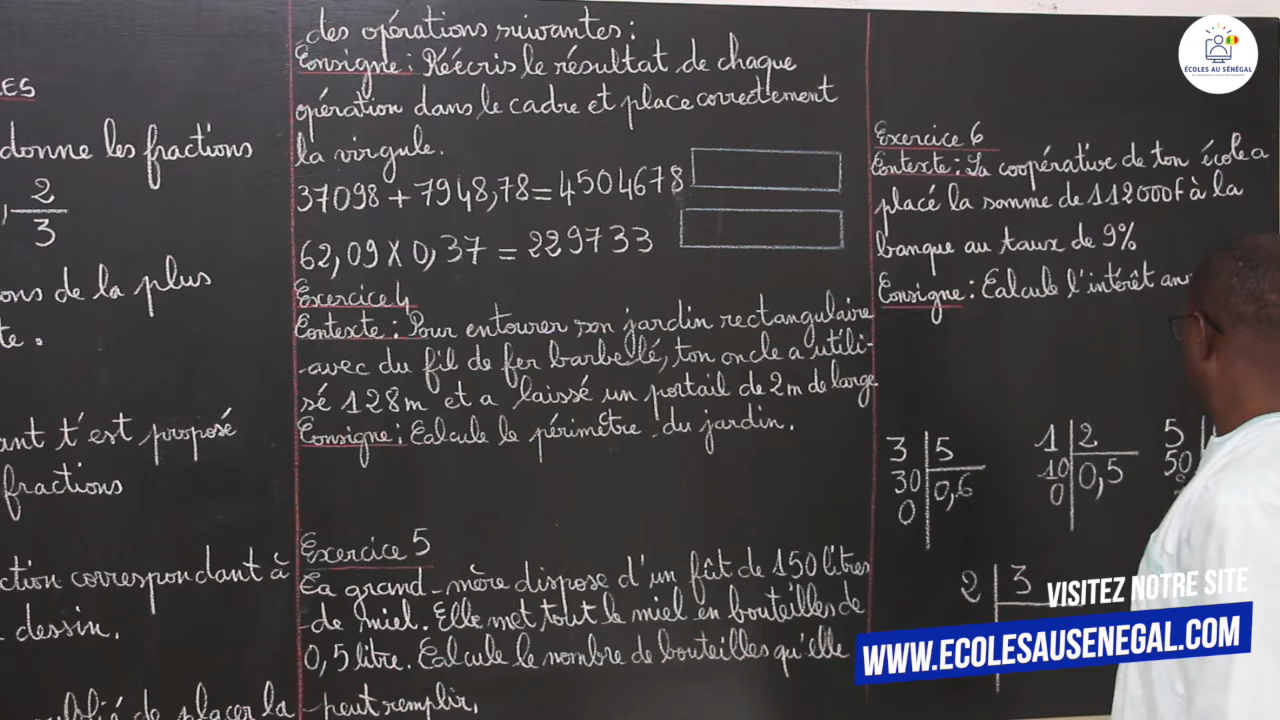 ES
donne les fractions
, 2/3
ons de la plus
te.
ant t'est proposé
fractions
ction correspondant à
dessin.
oublié de placer la
des opérations suivantes :
Consigne : Réécris le résultat de chaque
opération dans le cadre et place correctement
la virgule.
37098 + 7948,78 = 4504678
62,09 X 0,37 = 229733
Exercice 4
Contexte : Pour entourer son jardin rectangulaire
avec du fil de fer barbellé, ton oncle a utili-
sé 128m et a laissé un portail de 2m de large
Consigne : Calcule le périmètre du jardin.
Exercice 5
Ta grand-mère dispose d'un fût de 150 litres
de miel. Elle met tout le miel en bouteilles de
0,5 litre. Calcule le nombre de bouteilles qu'elle
peut remplir.
Exercice 6
Contexte : La coopérative de ton école a
placé la somme de 112000F à la
banque au taux de 9%
Consigne : Calcule l'intérêt an
3 | 5
30 | 0,6
0
1 | 2
10 | 0,5
0
5
50
2 | 3
ÉCOLES AU SÉNÉGAL
VISITEZ NOTRE SITE
WWW.ECOLESAUSENEGAL.COM